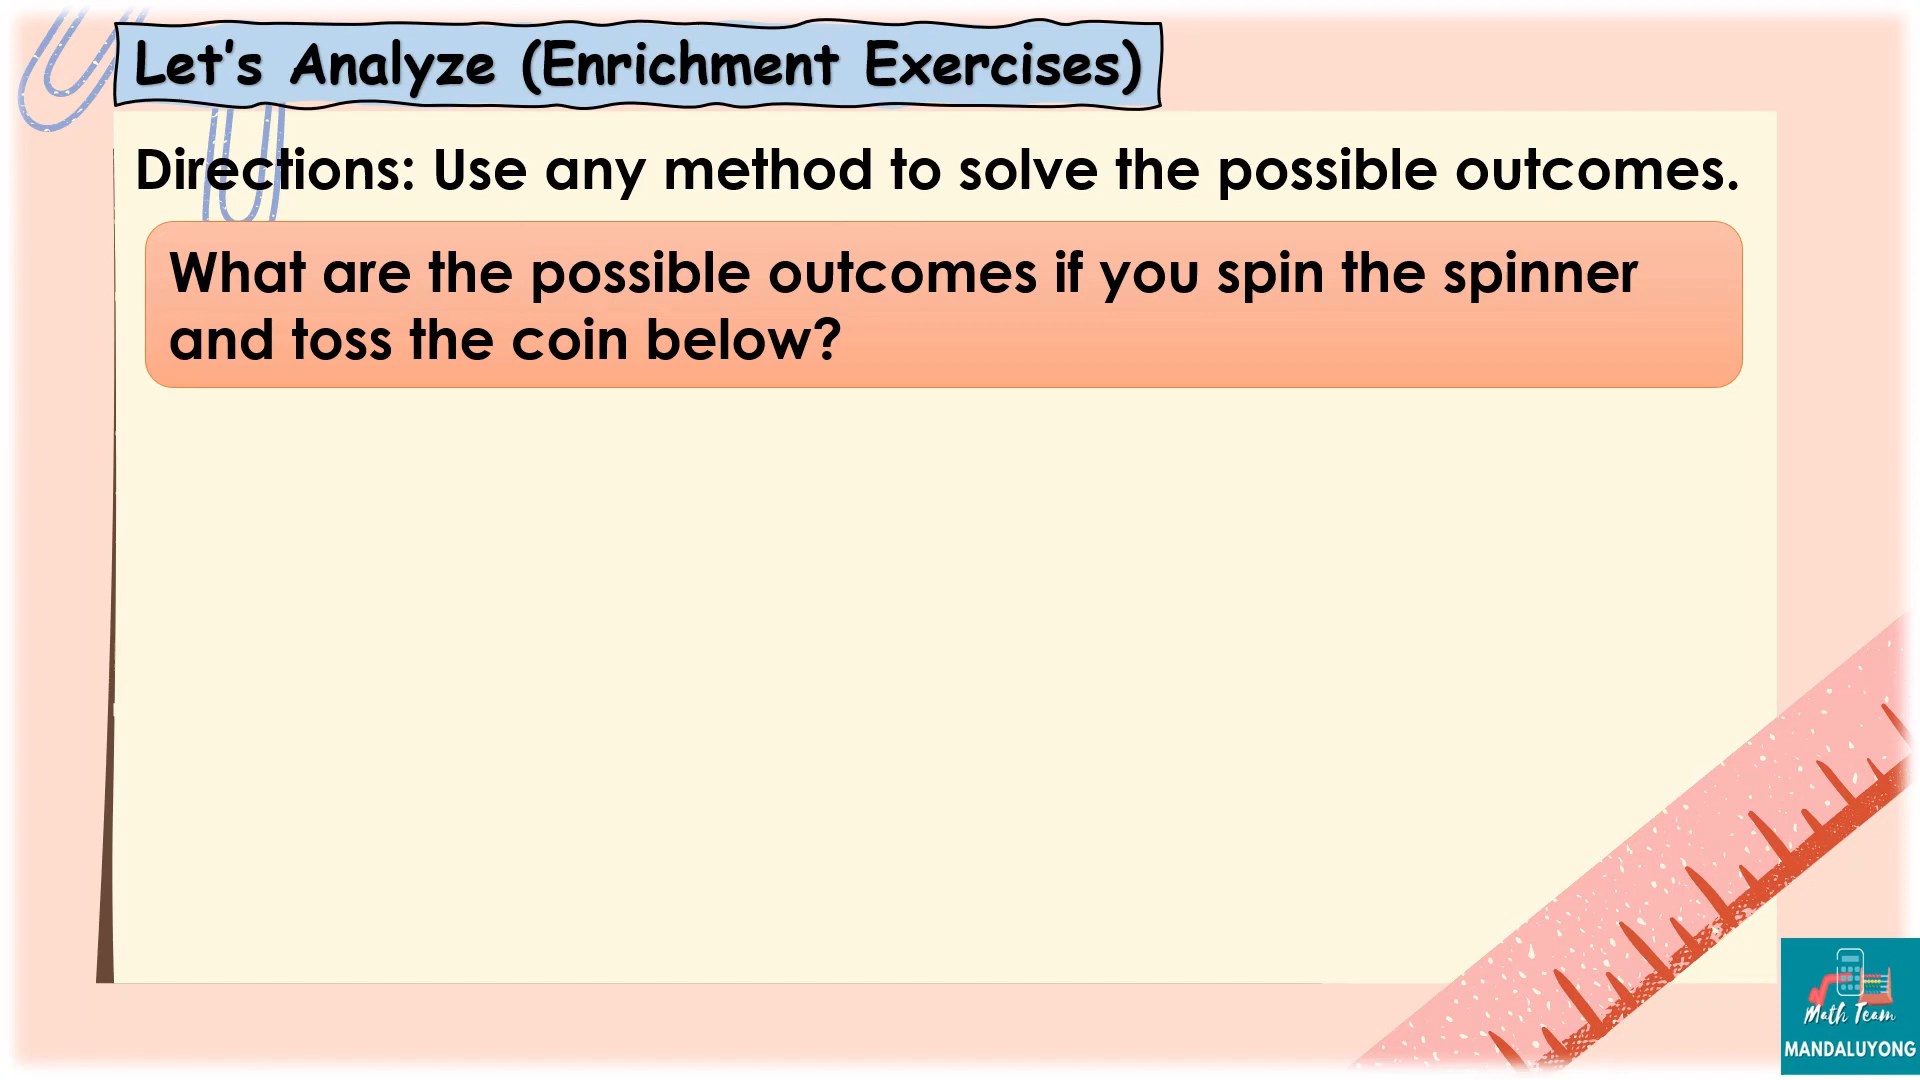 Let's Analyze (Enrichment Exercises)
Directions: Use any method to solve the possible outcomes.
What are the possible outcomes if you spin the spinner
and toss the coin below?
Math Team
MANDALUYONG